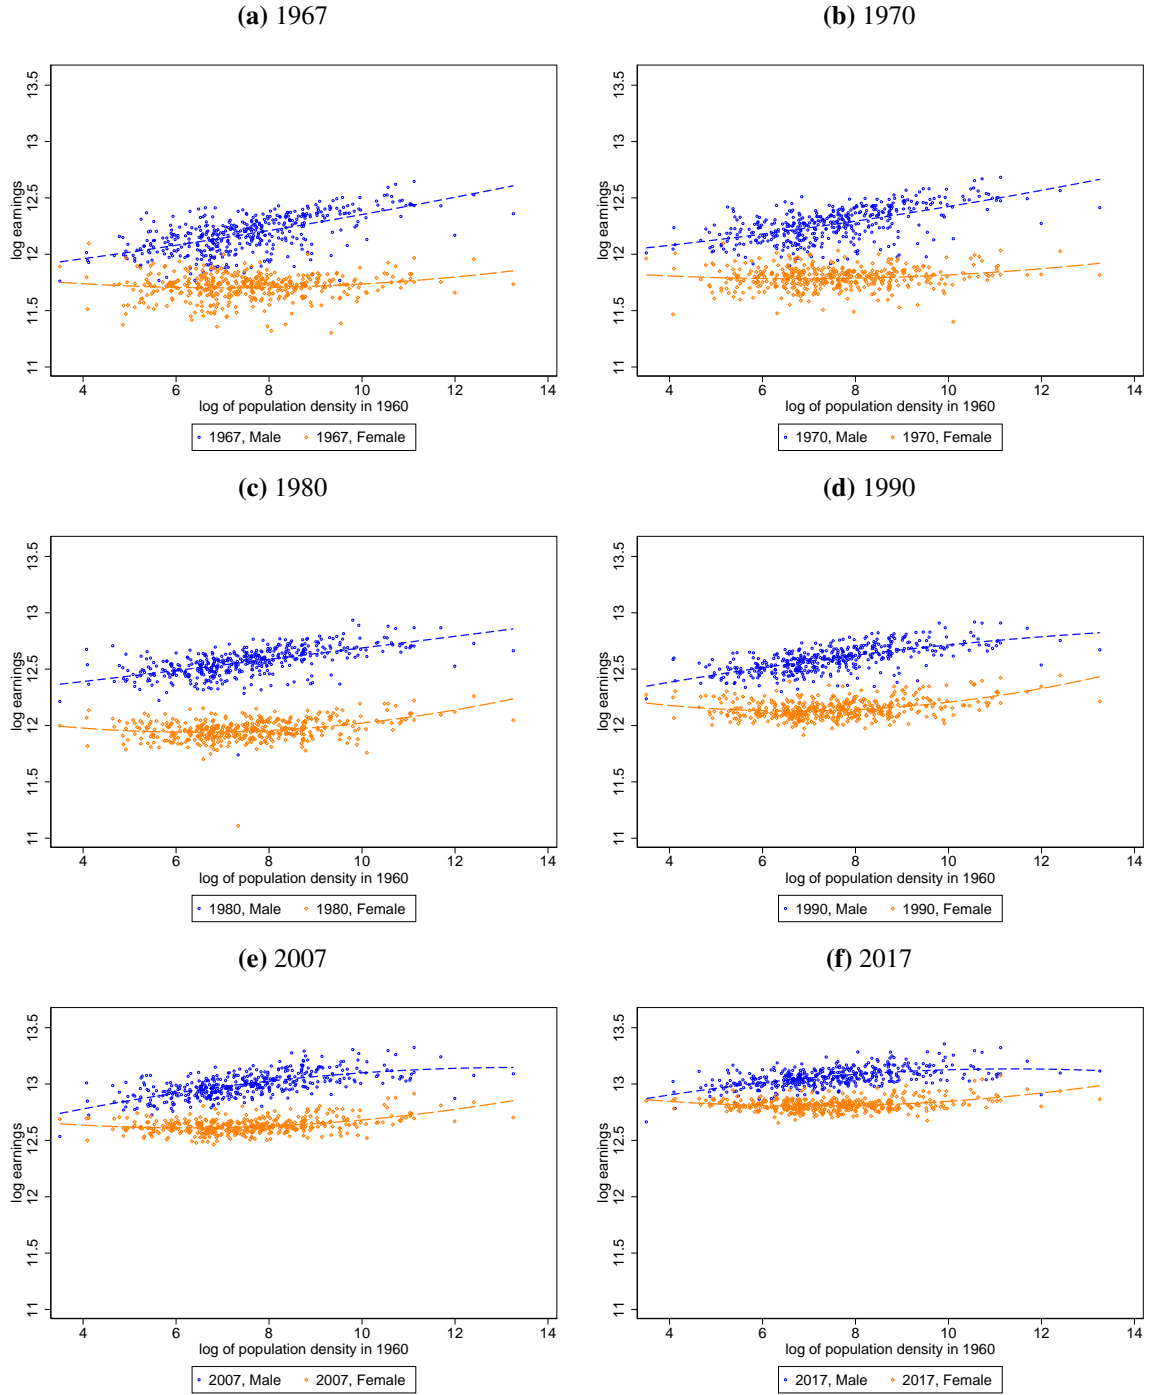 (a) 1967
(b) 1970
13.5
13
12.5
12
11.5
11
log earnings
4 6 8 10 12 14
log of population density in 1960
1967, Male 1967, Female
13.5
13
12.5
12
11.5
11
log earnings
4 6 8 10 12 14
log of population density in 1960
1970, Male 1970, Female
(c) 1980
(d) 1990
13.5
13
12.5
12
11.5
11
log earnings
4 6 8 10 12 14
log of population density in 1960
1980, Male 1980, Female
13.5
13
12.5
12
11.5
11
log earnings
4 6 8 10 12 14
log of population density in 1960
1990, Male 1990, Female
(e) 2007
(f) 2017
13.5
13
12.5
12
11.5
11
log earnings
4 6 8 10 12 14
log of population density in 1960
2007, Male 2007, Female
13.5
13
12.5
12
11.5
11
log earnings
4 6 8 10 12 14
log of population density in 1960
2017, Male 2017, Female